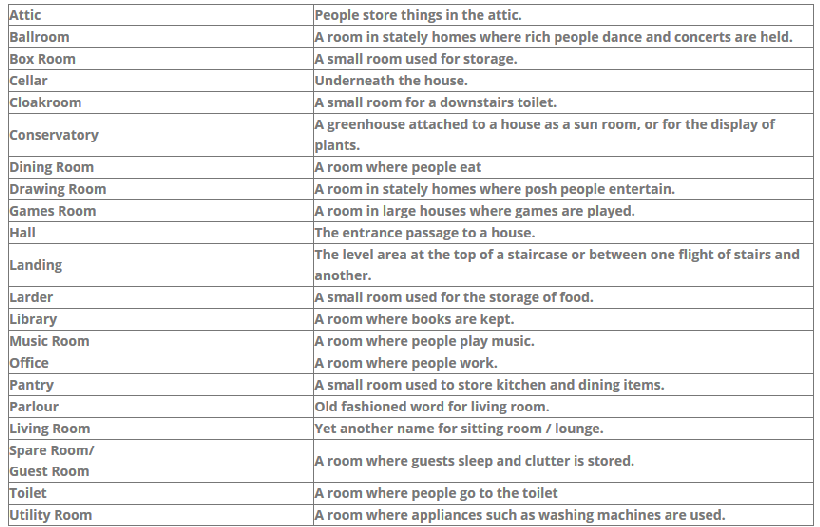 Attic People store things in the attic.
Ballroom A room in stately homes where rich people dance and concerts are held.
Box Room A small room used for storage.
Cellar Underneath the house.
Cloakroom A small room for a downstairs toilet.
Conservatory A greenhouse attached to a house as a sun room, or for the display of
plants.
Dining Room A room where people eat
Drawing Room A room in stately homes where posh people entertain.
Games Room A room in large houses where games are played.
Hall The entrance passage to a house.
Landing The level area at the top of a staircase or between one flight of stairs and
another.
Larder A small room used for the storage of food.
Library A room where books are kept.
Music Room A room where people play music.
Office A room where people work.
Pantry A small room used to store kitchen and dining items.
Parlour Old fashioned word for living room.
Living Room Yet another name for sitting room / lounge.
Spare Room/
Guest Room A room where guests sleep and clutter is stored.
Toilet A room where people go to the toilet
Utility Room A room where appliances such as washing machines are used.